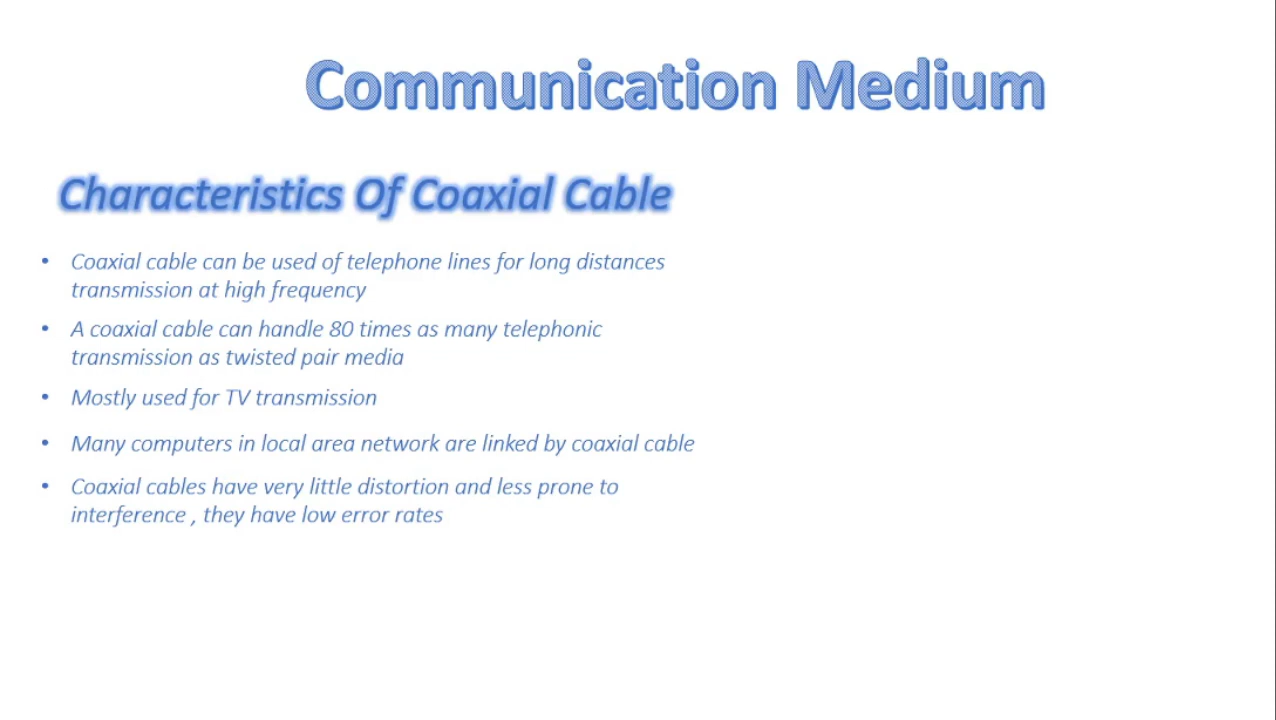 Communication Medium
Characteristics Of Coaxial Cable
• Coaxial cable can be used of telephone lines for long distances
transmission at high frequency
• A coaxial cable can handle 80 times as many telephonic
transmission as twisted pair media
• Mostly used for TV transmission
• Many computers in local area network are linked by coaxial cable
• Coaxial cables have very little distortion and less prone to
interference , they have low error rates